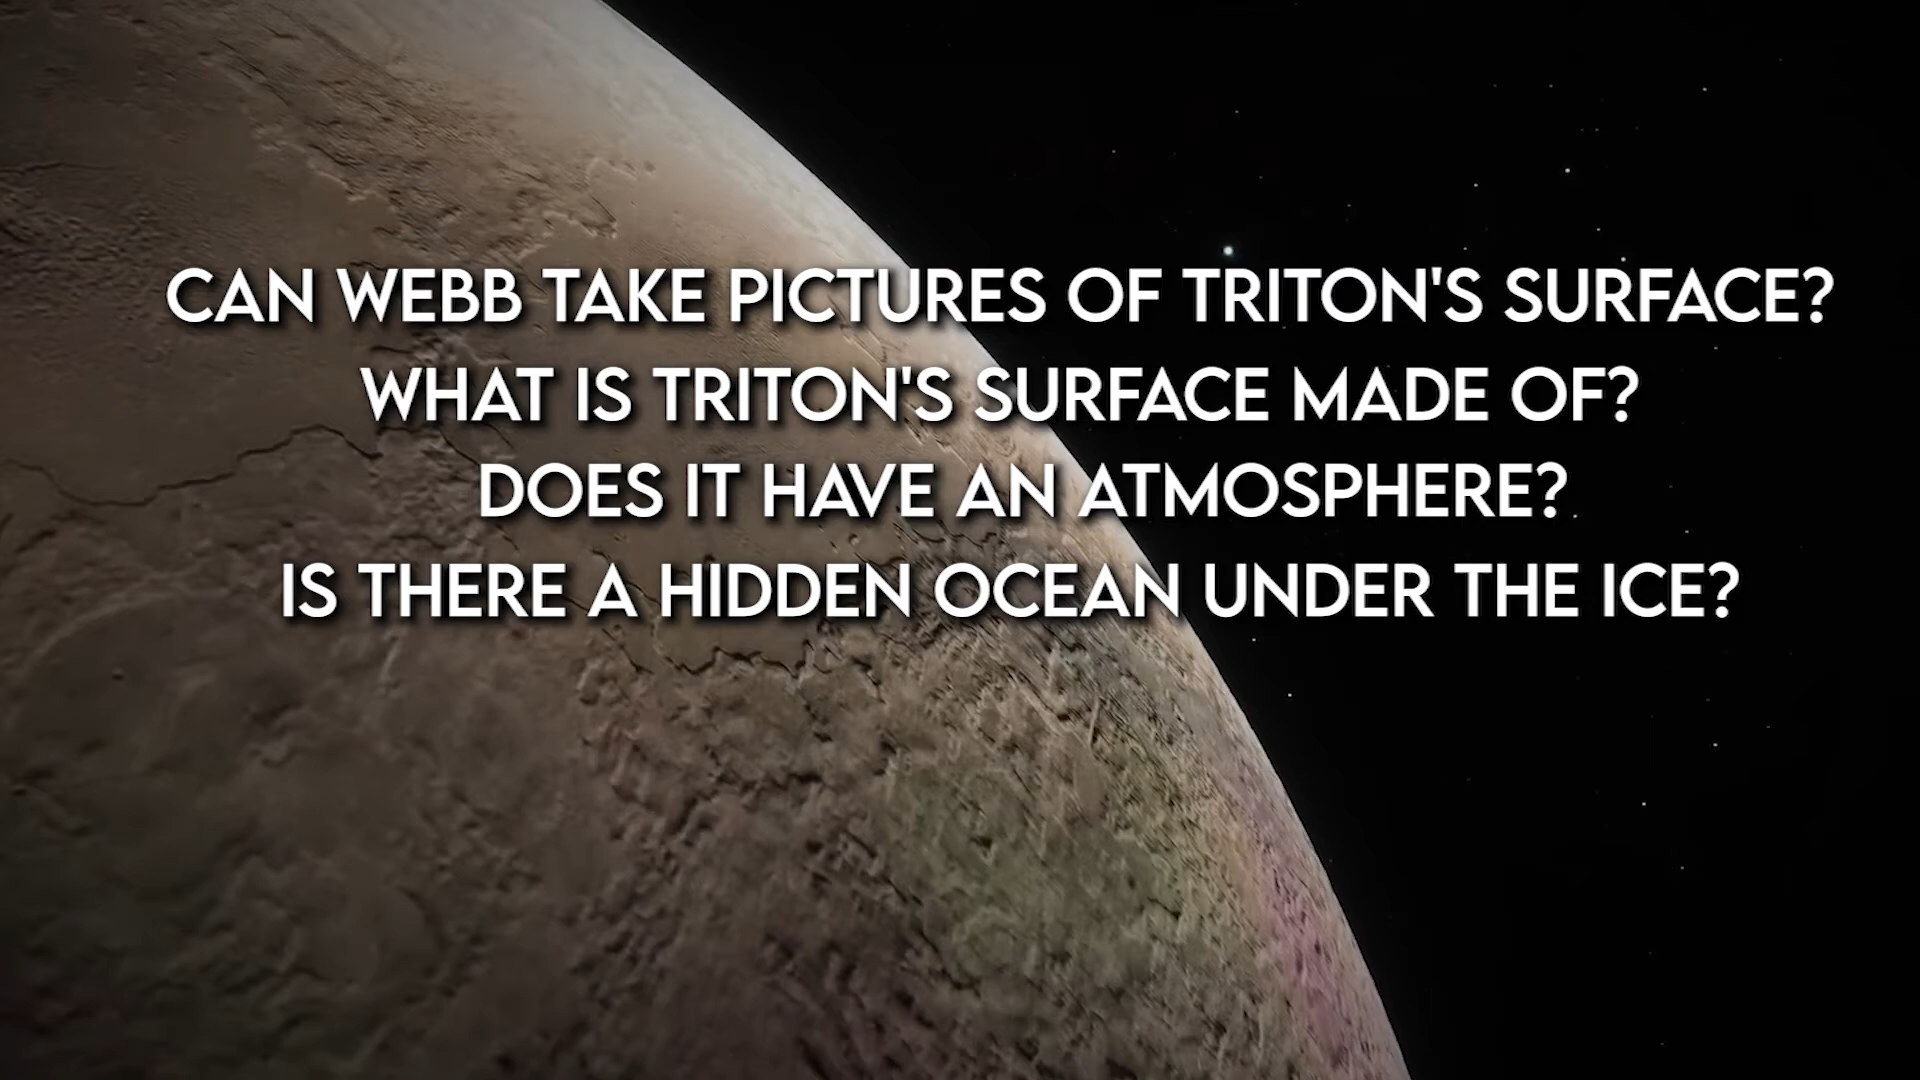 CAN WEBB TAKE PICTURES OF TRITON'S SURFACE?
WHAT IS TRITON'S SURFACE MADE OF?
DOES IT HAVE AN ATMOSPHERE?
IS THERE A HIDDEN OCEAN UNDER THE ICE?